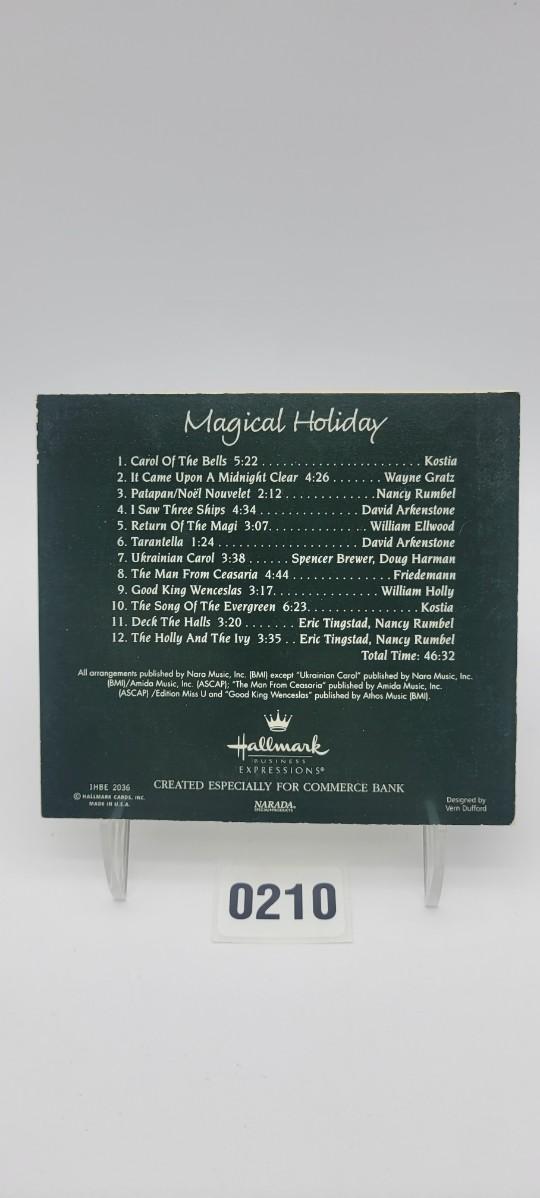 Magical Holiday
1. Carol Of The Bells 5:22 . . . . . . . . . . . . . . . . . . . . . . . . . . Kostia
2. It Came Upon A Midnight Clear 4:26 . . . . . . . Wayne Gratz
3. Patapan/Noël Nouvelet 2:12 . . . . . . . . . . . . . Nancy Rumbel
4. I Saw Three Ships 4:34 . . . . . . . . . . . . . . . David Arkenstone
5. Return Of The Magi 3:07. . . . . . . . . . . . . . . William Ellwood
6. Tarantella 1:24 . . . . . . . . . . . . . . . . . . . . . David Arkenstone
7. Ukrainian Carol 3:38 . . . . . . Spencer Brewer, Doug Harman
8. The Man From Ceasaria 4:44 . . . . . . . . . . . . . . Friedemann
9. Good King Wenceslas 3:17. . . . . . . . . . . . . . . William Holly
10. The Song Of The Evergreen 6:23. . . . . . . . . . . . . . . . Kostia
11. Deck The Halls 3:20 . . . . . . . Eric Tingstad, Nancy Rumbel
12. The Holly And The Ivy 3:35 . . Eric Tingstad, Nancy Rumbel
Total Time: 46:32
All arrangements published by Nara Music, Inc. (BMI) except "Ukrainian Carol" published by Nara Music, Inc.
(BMI)/Amida Music, Inc. (ASCAP); "The Man From Ceasaria" published by Amida Music, Inc.
(ASCAP) /Edition Miss U and "Good King Wenceslas" published by Athos Music (BMI).
Hallmark
BUSINESS
EXPRESSIONS®
CREATED ESPECIALLY FOR COMMERCE BANK
1HBE 2036
© HALLMARK CARDS, INC.
MADE IN U.S.A.
NARADA
SPECIAL PRODUCTS
Designed by
Vern Dufford
0210